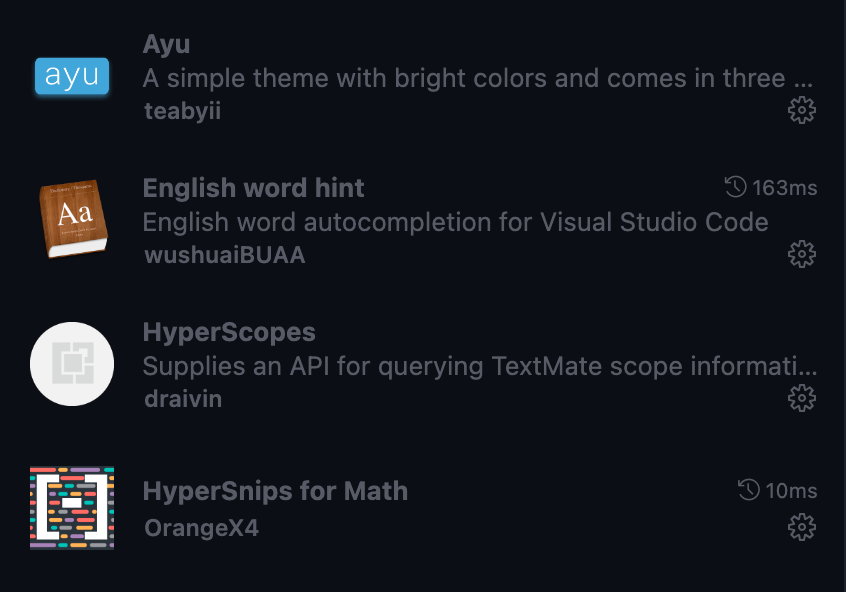 ayu
Ayu
A simple theme with bright colors and comes in three ...
teabyii
Aa
English word hint
163ms
English word autocompletion for Visual Studio Code
wushuaiBUAA
HyperScopes
Supplies an API for querying TextMate scope informati...
draivin
HyperSnips for Math
10ms
OrangeX4